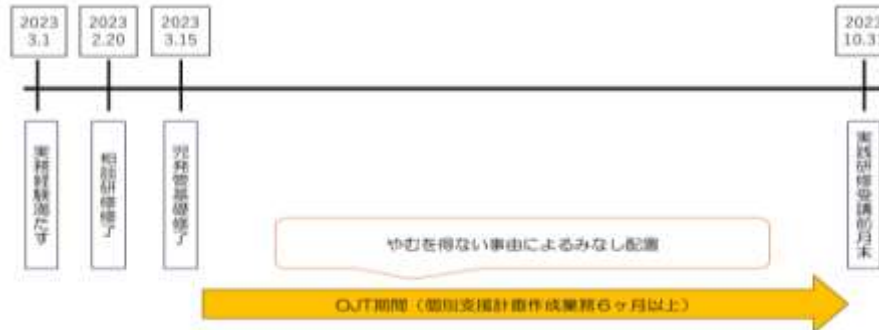 2023
3.1
2023
2.20
2023
3.15
2023
10.31
実務経験満たす
相談研修修了
児発管基礎修了
実践研修受講前月末
やむを得ない事由によるみなし配置
OJT期間（個別支援計画作成業務６ヶ月以上）